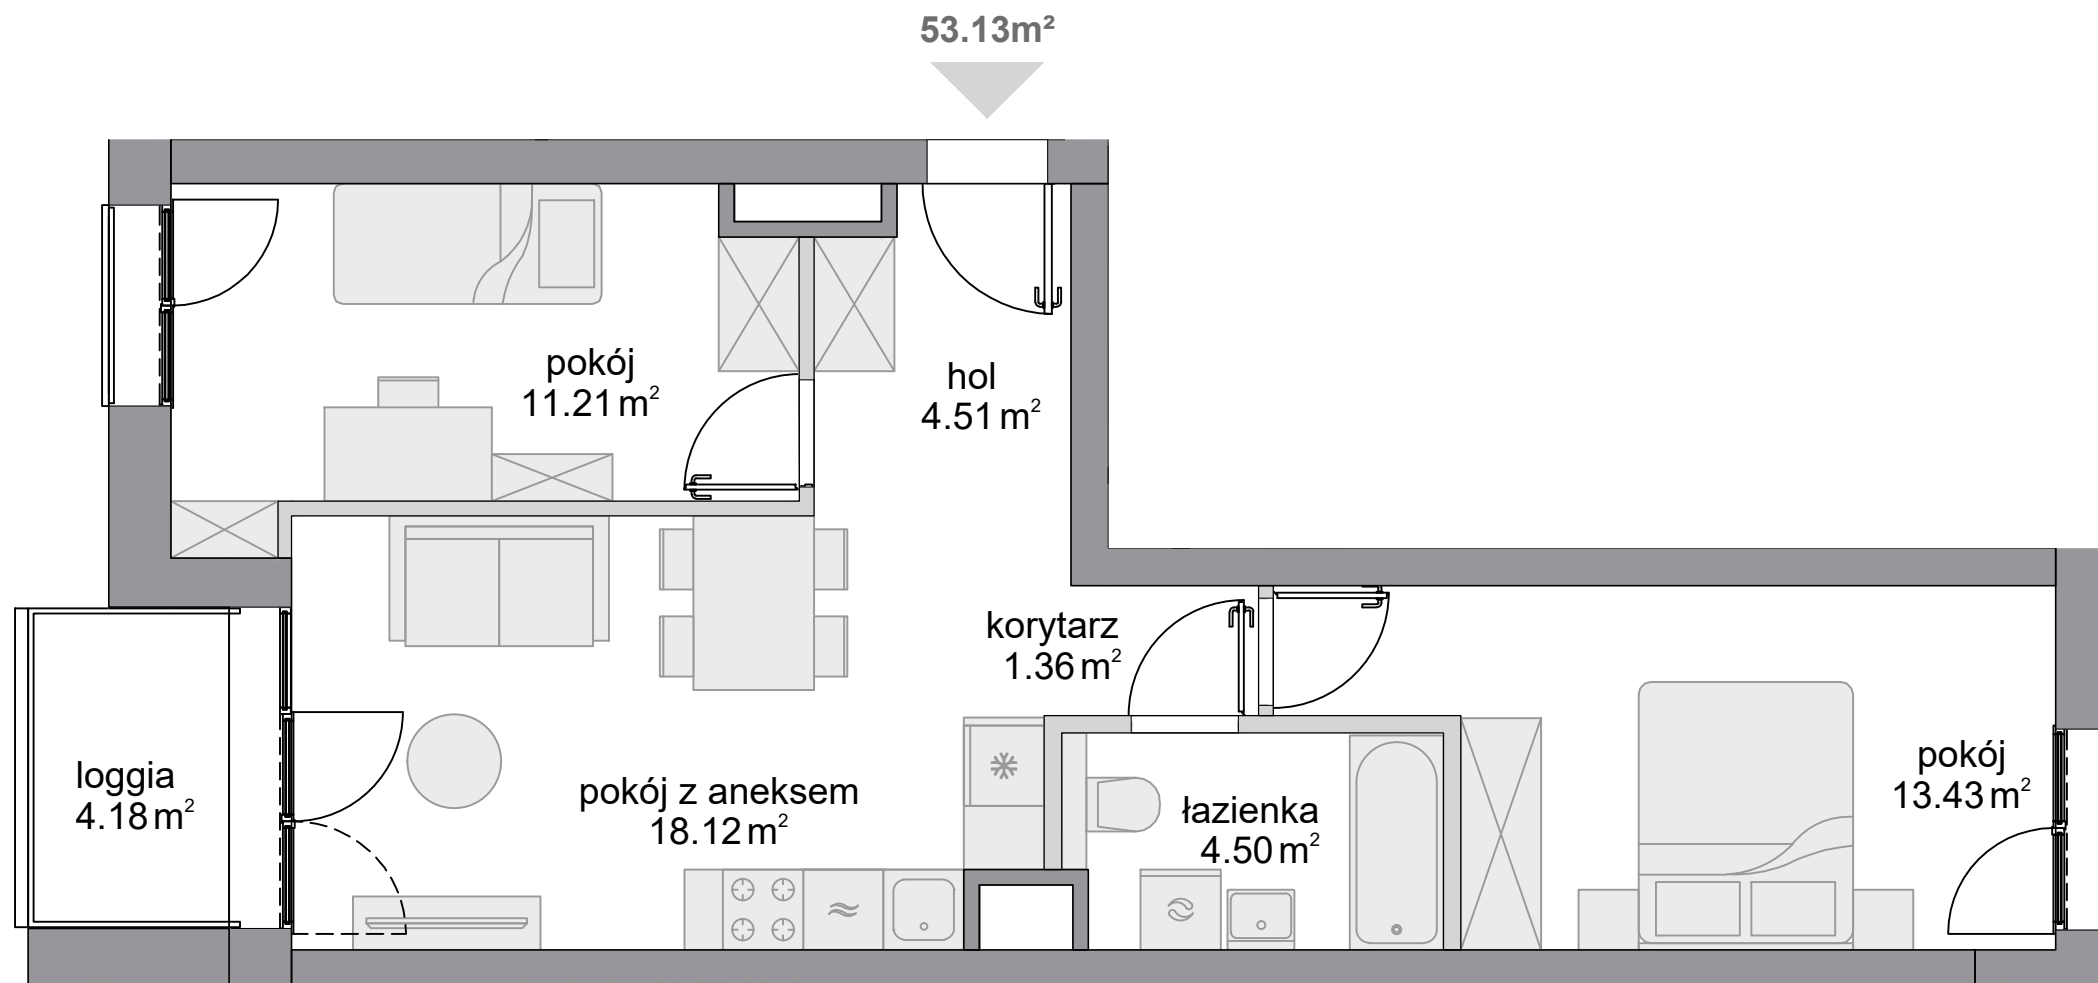 53.13m²
pokój
11.21 m²
hol
4.51 m²
korytarz
1.36 m²
loggia
4.18 m²
pokój z aneksem
18.12 m²
łazienka
4.50 m²
pokój
13.43 m²